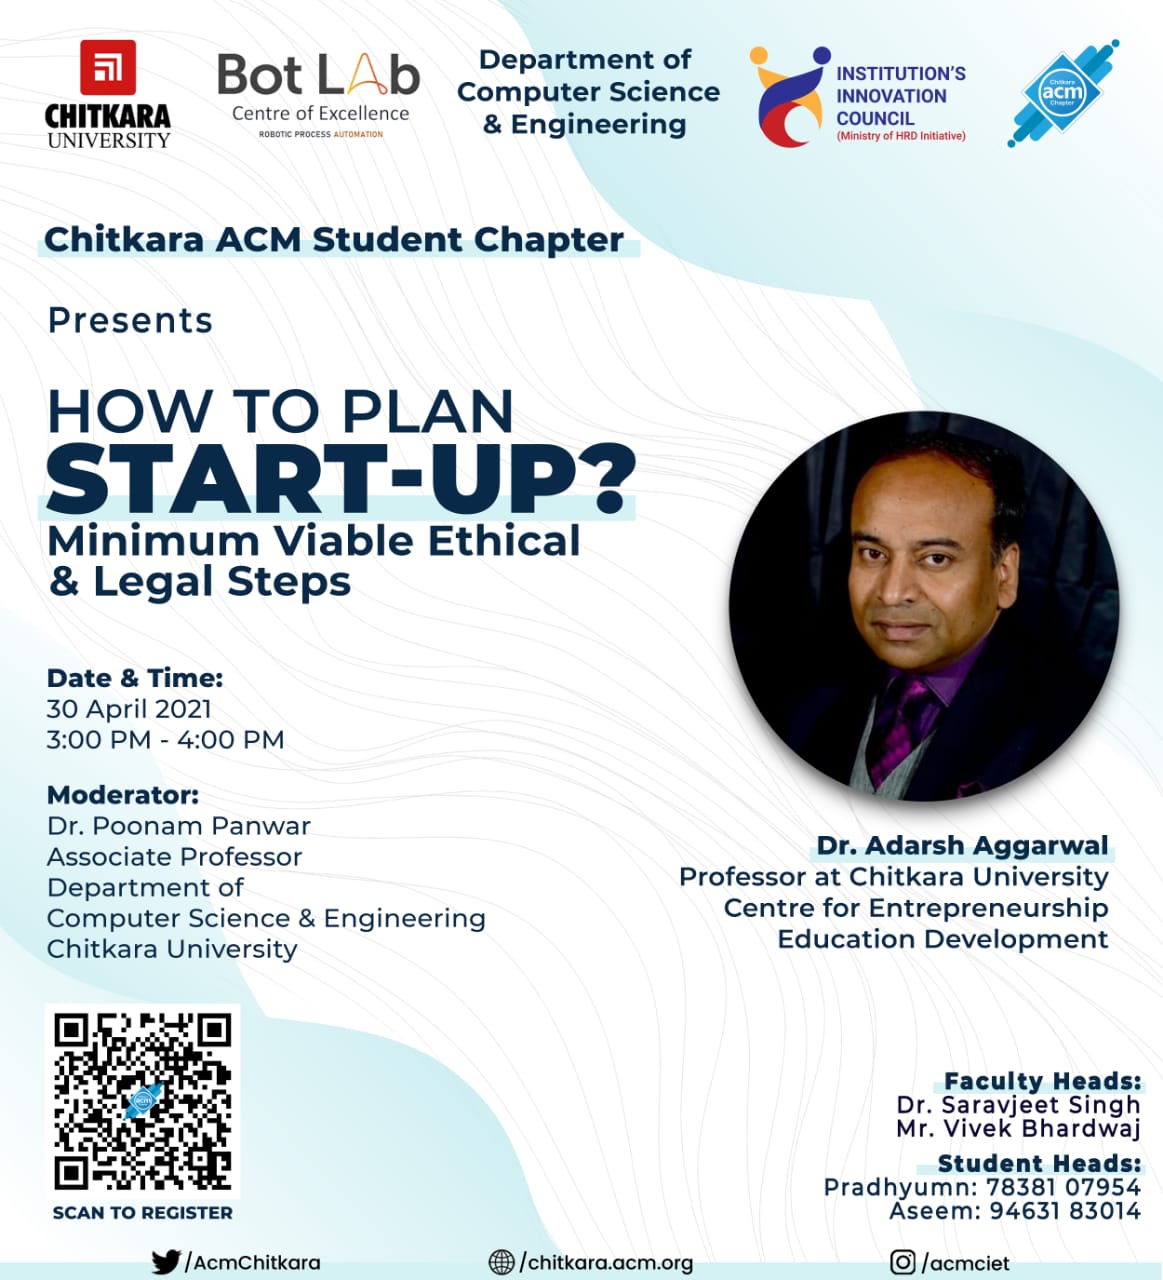 CHITKARA
UNIVERSITY
Bot LAb
Centre of Excellence
ROBOTIC PROCESS AUTOMATION
Department of
Computer Science
& Engineering
INSTITUTION'S
INNOVATION
COUNCIL
(Ministry of HRD Initiative)
Chitkara
acm
Chapter
Chitkara ACM Student Chapter
Presents
HOW TO PLAN
START-UP?
Minimum Viable Ethical
& Legal Steps
Date & Time:
30 April 2021
3:00 PM - 4:00 PM
Moderator:
Dr. Poonam Panwar
Associate Professor
Department of
Computer Science & Engineering
Chitkara University
Dr. Adarsh Aggarwal
Professor at Chitkara University
Centre for Entrepreneurship
Education Development
acm
SCAN TO REGISTER
Faculty Heads:
Dr. Saravjeet Singh
Mr. Vivek Bhardwaj
Student Heads:
Pradhyumn: 78381 07954
Aseem: 94631 83014
/AcmChitkara
/chitkara.acm.org
/acmciet